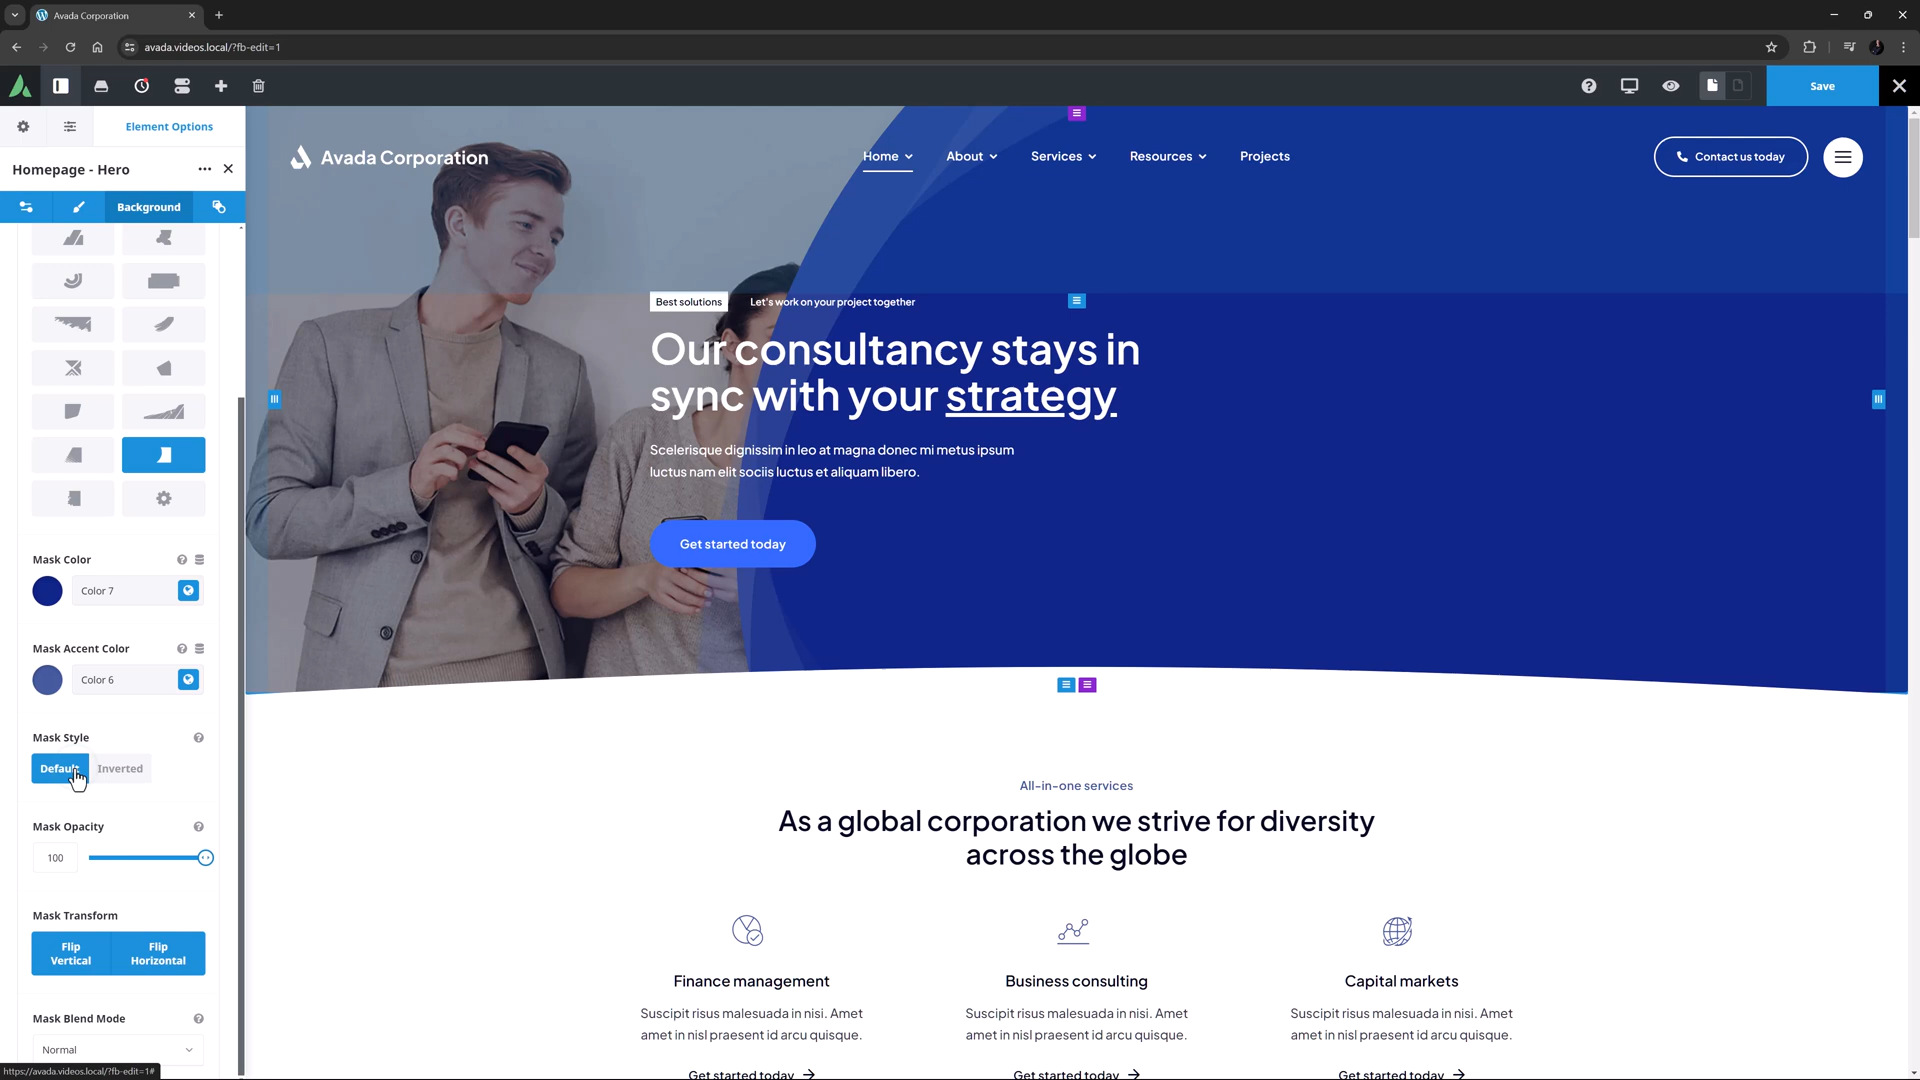 Avada Corporation
avada.videos.local/?fb-edit=1
Save
Element Options
Homepage - Hero
Background
Mask Color
Color 7
Mask Accent Color
Color 6
Mask Style
Default
Inverted
Mask Opacity
100
Mask Transform
Flip
Vertical
Flip
Horizontal
Mask Blend Mode
Normal
https://avada.videos.local/?fb-edit=1#
Avada Corporation
Home
About
Services
Resources
Projects
Contact us today
Best solutions
Let's work on your project together
Our consultancy stays in
sync with your strategy
Scelerisque dignissim in leo at magna donec mi metus ipsum
luctus nam elit sociis luctus et aliquam libero.
Get started today
All-in-one services
As a global corporation we strive for diversity
across the globe
Finance management
Suscipit risus malesuada in nisi. Amet
amet in nisl praesent id arcu quisque.
Get started today
Business consulting
Suscipit risus malesuada in nisi. Amet
amet in nisl praesent id arcu quisque.
Get started today
Capital markets
Suscipit risus malesuada in nisi. Amet
amet in nisl praesent id arcu quisque.
Get started today